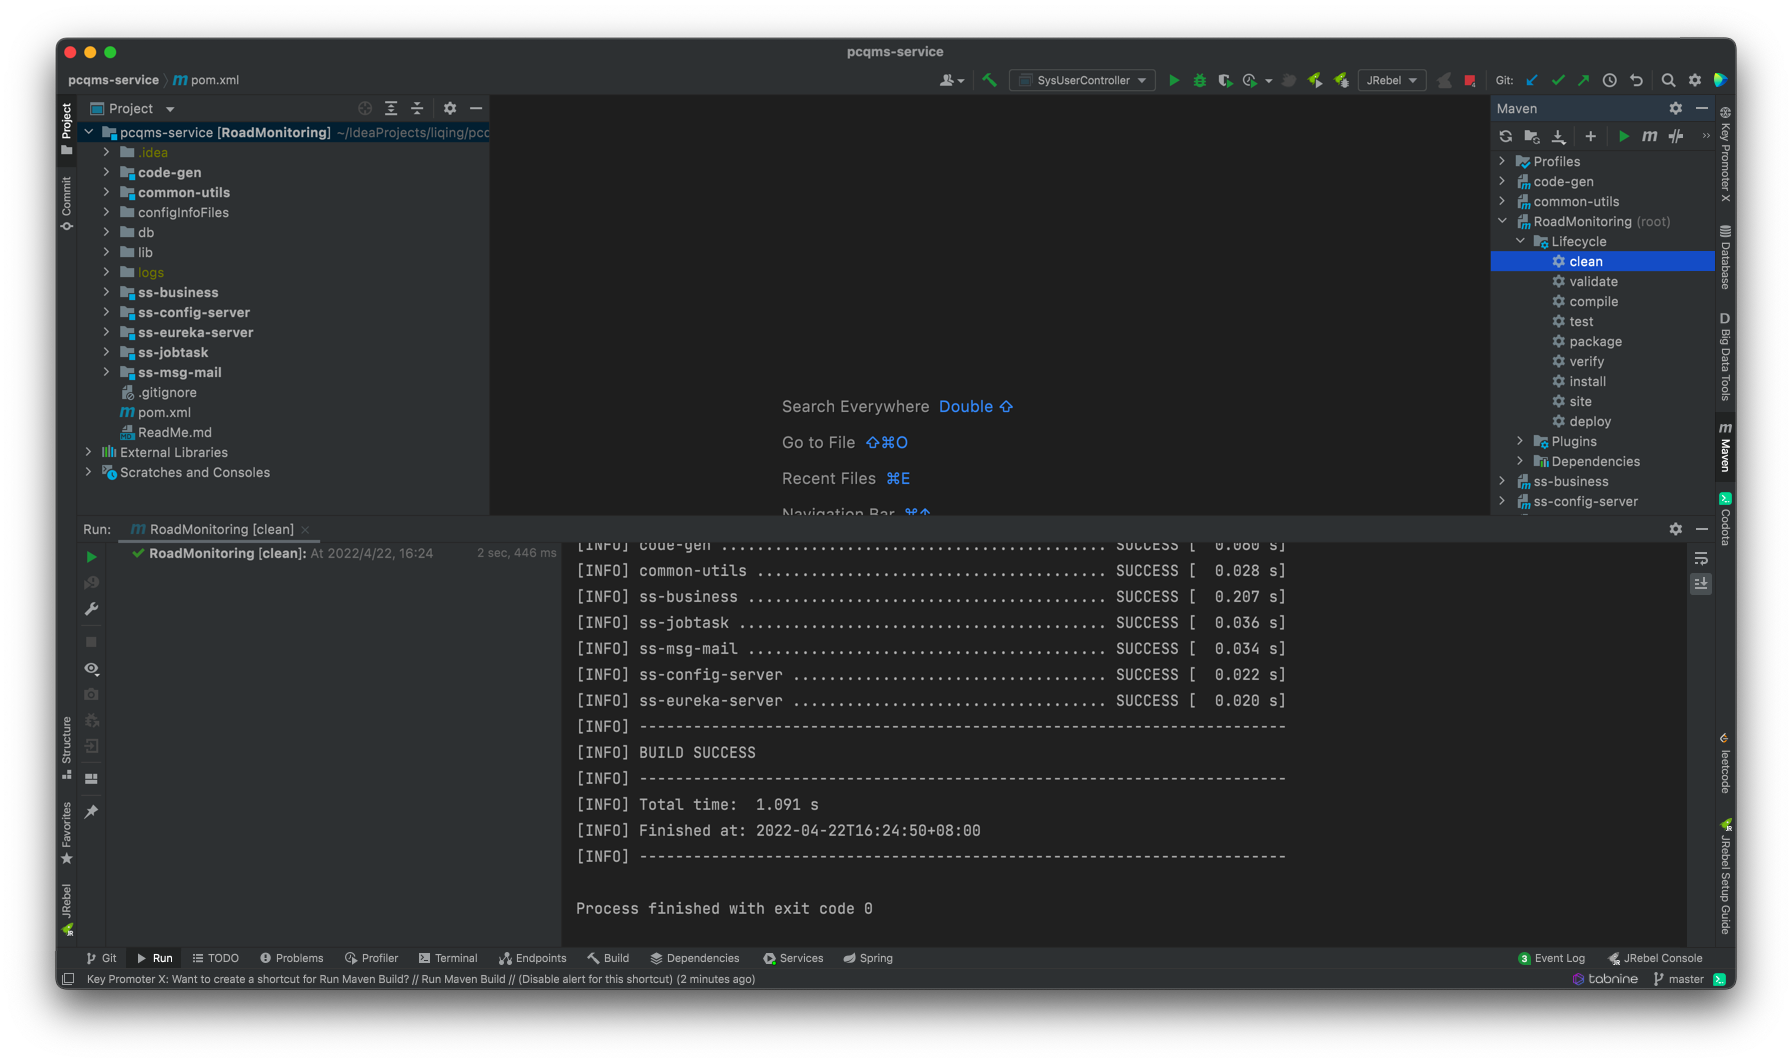 pcqms-service
pcqms-service pom.xml
SysUserController
JRebel
Git:
Project
pcqms-service [RoadMonitoring] ~/IdeaProjects/liqing/pcq
.idea
code-gen
common-utils
configInfoFiles
db
lib
logs
ss-business
ss-config-server
ss-eureka-server
ss-jobtask
ss-msg-mail
.gitignore
pom.xml
ReadMe.md
External Libraries
Scratches and Consoles
Search Everywhere Double ⇧
Go to File ⇧⌘O
Recent Files ⌘E
Navigation Bar ⌘↑
Maven
Profiles
code-gen
common-utils
RoadMonitoring (root)
Lifecycle
clean
validate
compile
test
package
verify
install
site
deploy
Plugins
Dependencies
ss-business
ss-config-server
Project
Commit
Structure
Favorites
JRebel
Key Promoter X
Database
D Big Data Tools
Maven
Codota
leetcode
JRebel Setup Guide
Run: RoadMonitoring [clean]
RoadMonitoring [clean]: At 2022/4/22, 16:24 2 sec, 446 ms
[INFO] code-gen ........................................... SUCCESS [  0.060 s]
[INFO] common-utils ....................................... SUCCESS [  0.028 s]
[INFO] ss-business ........................................ SUCCESS [  0.207 s]
[INFO] ss-jobtask ......................................... SUCCESS [  0.036 s]
[INFO] ss-msg-mail ........................................ SUCCESS [  0.034 s]
[INFO] ss-config-server ................................... SUCCESS [  0.022 s]
[INFO] ss-eureka-server ................................... SUCCESS [  0.020 s]
[INFO] ------------------------------------------------------------------------
[INFO] BUILD SUCCESS
[INFO] ------------------------------------------------------------------------
[INFO] Total time:  1.091 s
[INFO] Finished at: 2022-04-22T16:24:50+08:00
[INFO] ------------------------------------------------------------------------
Process finished with exit code 0
Git Run TODO Problems Profiler Terminal Endpoints Build Dependencies Services Spring 3 Event Log JRebel Console
Key Promoter X: Want to create a shortcut for Run Maven Build? // Run Maven Build // (Disable alert for this shortcut) (2 minutes ago) tabnine master